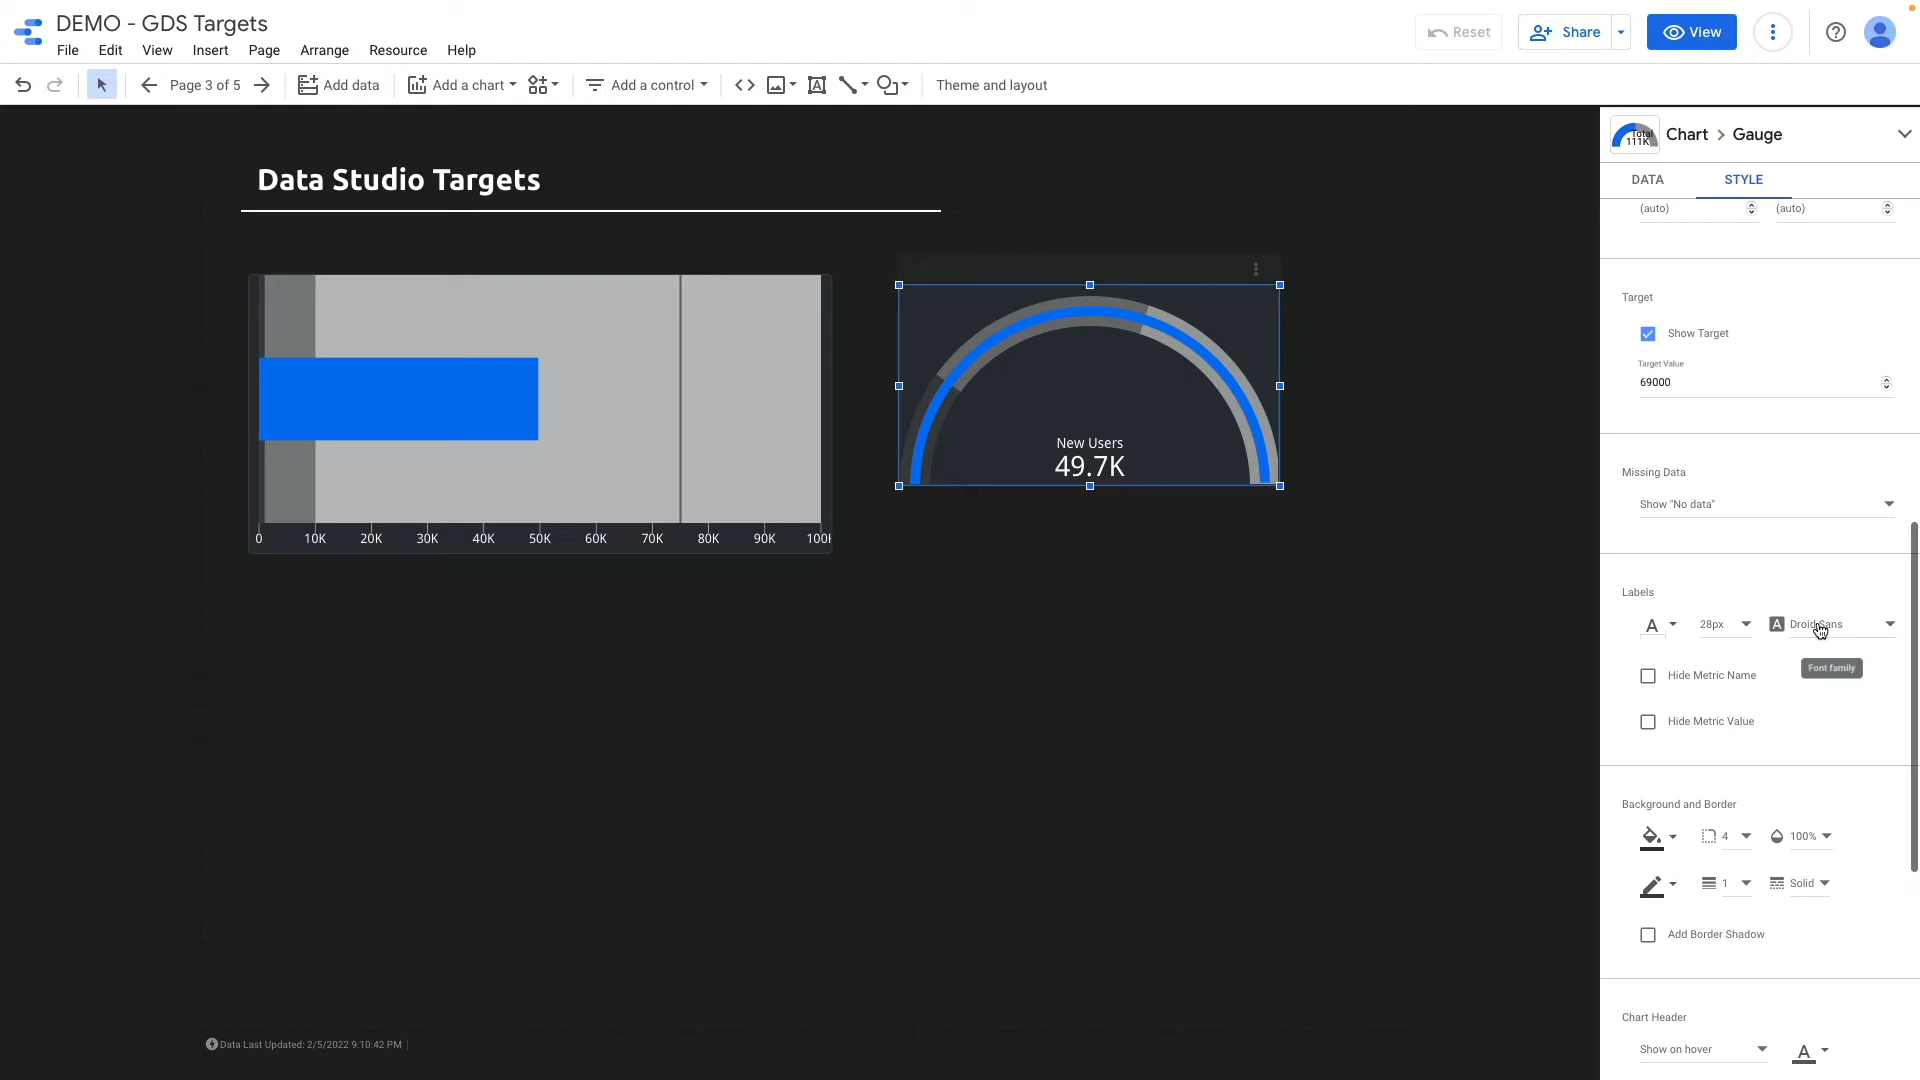 DEMO - GDS Targets
File Edit View Insert Page Arrange Resource Help
Reset
Share
View
Page 3 of 5
Add data
Add a chart
Add a control
Theme and layout
Data Studio Targets
0 10K 20K 30K 40K 50K 60K 70K 80K 90K 100K
New Users
49.7K
Data Last Updated: 2/5/2022 9:10:42 PM
Total
111K
Chart > Gauge
DATA STYLE
(auto) (auto)
Target
Show Target
Target Value
69000
Missing Data
Show "No data"
Labels
A 28px A Droid Sans
Font family
Hide Metric Name
Hide Metric Value
Background and Border
4 100%
1 Solid
Add Border Shadow
Chart Header
Show on hover A